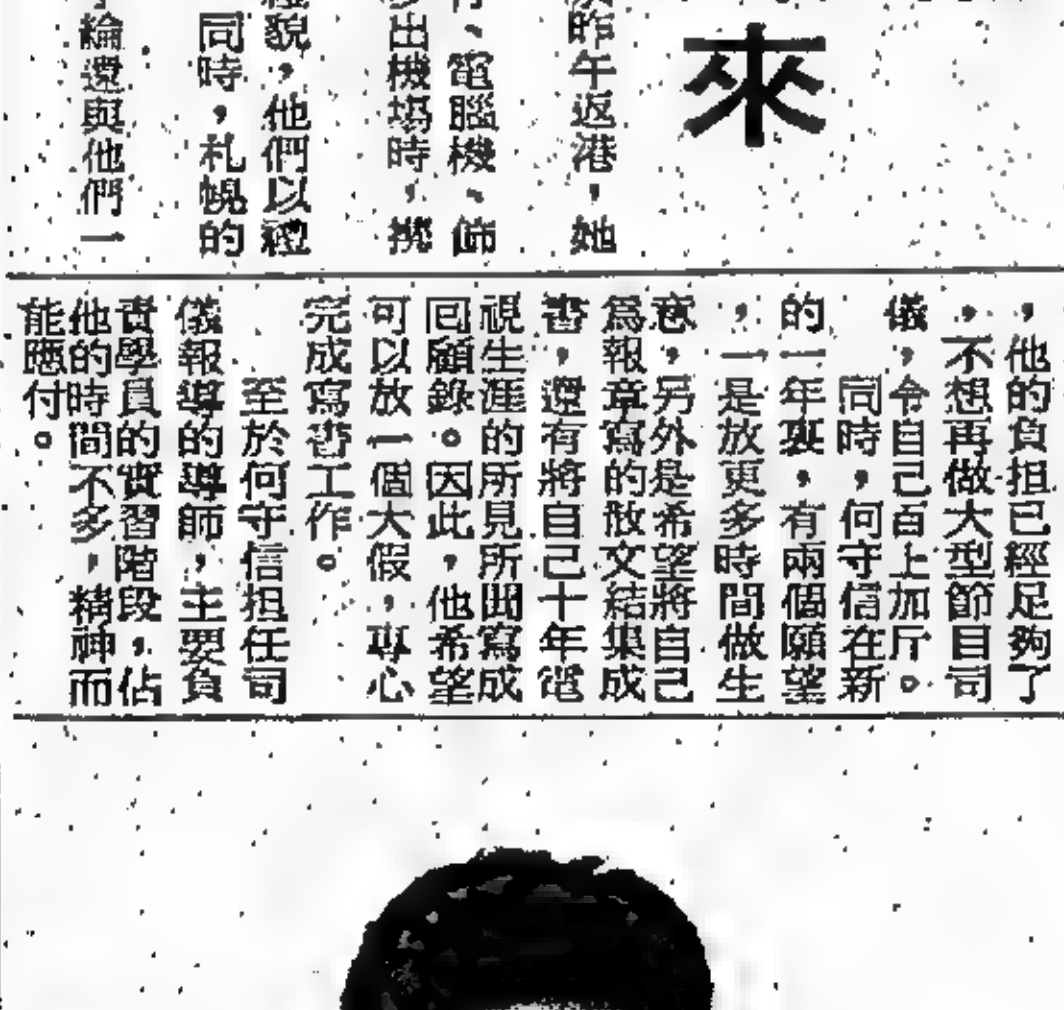 來
昨午返港，她
、電腦機、飾
出機場時，携
貌，他們以禮
同時，札幌的
綸還與他們一
，他的負担已經足夠了
，不想再做大型節目司
儀，令自己百上加斤。
同時，何守信在新
的一年裏，有兩個願望
，一是放更多時間做生
意，另外是希望將自己
爲報章寫的散文結集成
書，還有將自己十年電
視生涯的所見所聞寫成
回顧錄。因此，他希望
可以放一個大假，專心
完成寫書工作。
至於何守信担任司
儀報導的導師，主要負
責學員的實習階段，佔
他的時間不多，精神而
能應付。